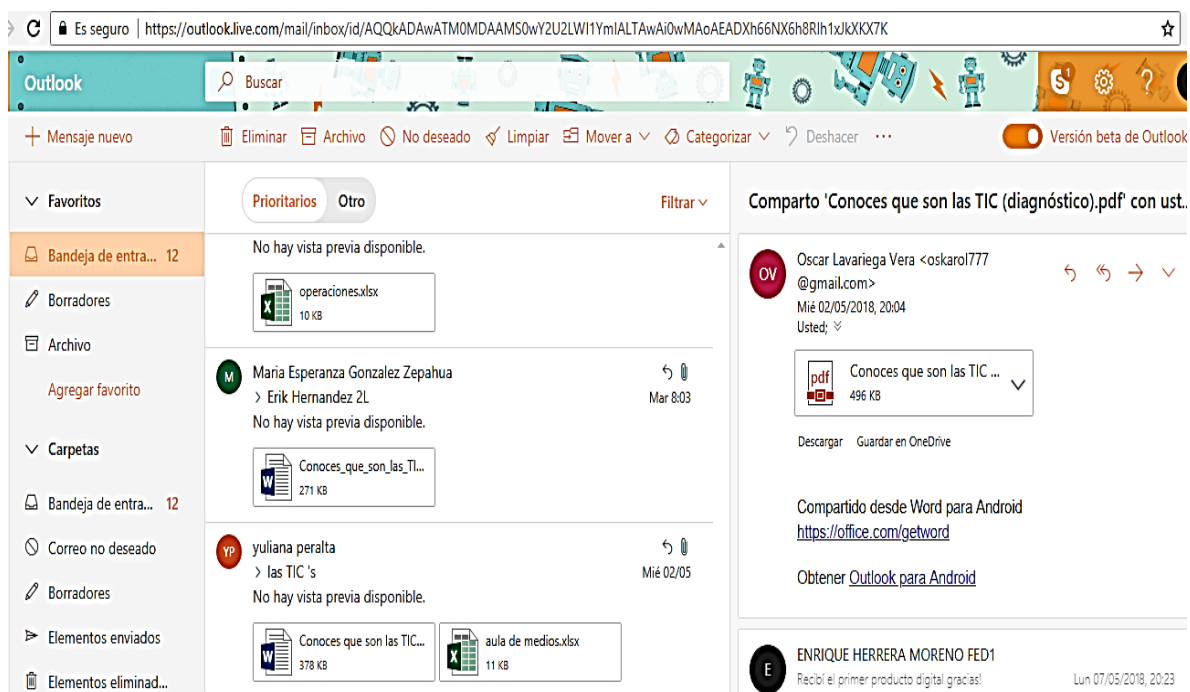 Es seguro | https://outlook.live.com/mail/inbox/id/AQQkADAwATM0MDAAMS0wY2U2LWI1YmIALTAwAi0wMAoAEADXh66NX6h8RIh1xJkXKX7K
Outlook
Buscar
Mensaje nuevo
Eliminar Archivo No deseado Limpiar Mover a Categorizar Deshacer ...
Versión beta de Outlook
Favoritos
Bandeja de entra... 12
Borradores
Archivo
Agregar favorito
Carpetas
Bandeja de entra... 12
Correo no deseado
Borradores
Elementos enviados
Elementos eliminad...
Prioritarios Otro
Filtrar
No hay vista previa disponible.
operaciones.xlsx
10 KB
M
Maria Esperanza Gonzalez Zepahua
> Erik Hernandez 2L
Mar 8:03
No hay vista previa disponible.
Conoces_que_son_las_TI...
271 KB
YP
yuliana peralta
> las TIC 's
Mié 02/05
No hay vista previa disponible.
Conoces que son las TIC...
378 KB
aula de medios.xlsx
11 KB
Comparto 'Conoces que son las TIC (diagnóstico).pdf' con ust..
OV
Oscar Lavariega Vera <oskarol777
@gmail.com>
Mié 02/05/2018, 20:04
Usted;
pdf
Conoces que son las TIC ...
496 KB
Descargar Guardar en OneDrive
Compartido desde Word para Android
https://office.com/getword
Obtener Outlook para Android
E
ENRIQUE HERRERA MORENO FED1
Recibí el primer producto digital gracias!
Lun 07/05/2018, 20:23